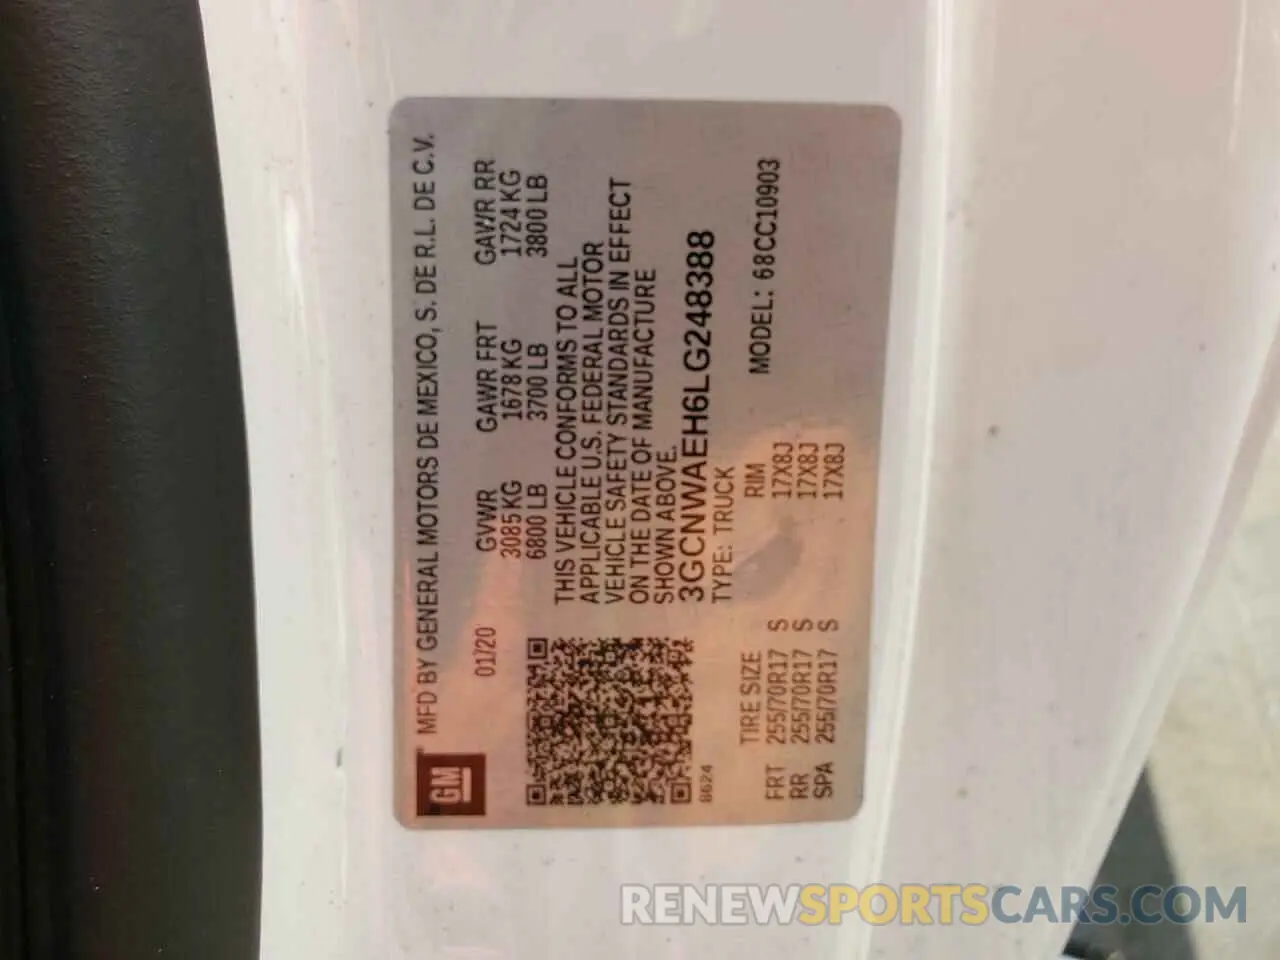 GM
MFD BY GENERAL MOTORS DE MEXICO, S. DE R.L. DE C.V.
01/20
GVWR GAWR FRT GAWR RR
3085 KG 1678 KG 1724 KG
6800 LB 3700 LB 3800 LB
THIS VEHICLE CONFORMS TO ALL
APPLICABLE U.S. FEDERAL MOTOR
VEHICLE SAFETY STANDARDS IN EFFECT
ON THE DATE OF MANUFACTURE
SHOWN ABOVE.
3GCNWAEH6LG248388
TYPE: TRUCK
8624
MODEL: 68CC10903
TIRE SIZE RIM
FRT 255/70R17 S 17X8J
RR 255/70R17 S 17X8J
SPA 255/70R17 S 17X8J
RENEWSPORTSCARS.COM